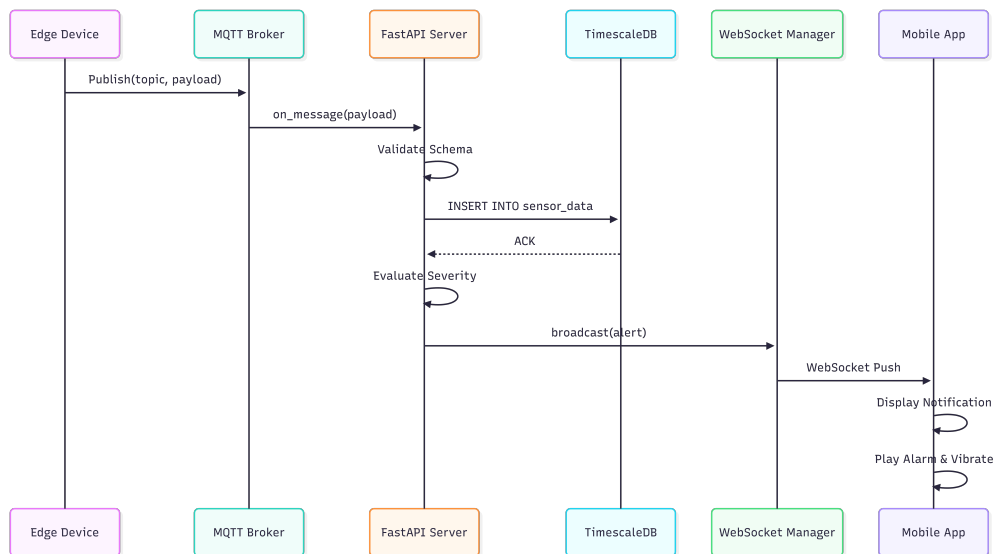 Edge Device
MQTT Broker
FastAPI Server
TimescaleDB
WebSocket Manager
Mobile App
Publish(topic, payload)
on_message(payload)
Validate Schema
INSERT INTO sensor_data
ACK
Evaluate Severity
broadcast(alert)
WebSocket Push
Display Notification
Play Alarm & Vibrate
Edge Device
MQTT Broker
FastAPI Server
TimescaleDB
WebSocket Manager
Mobile App